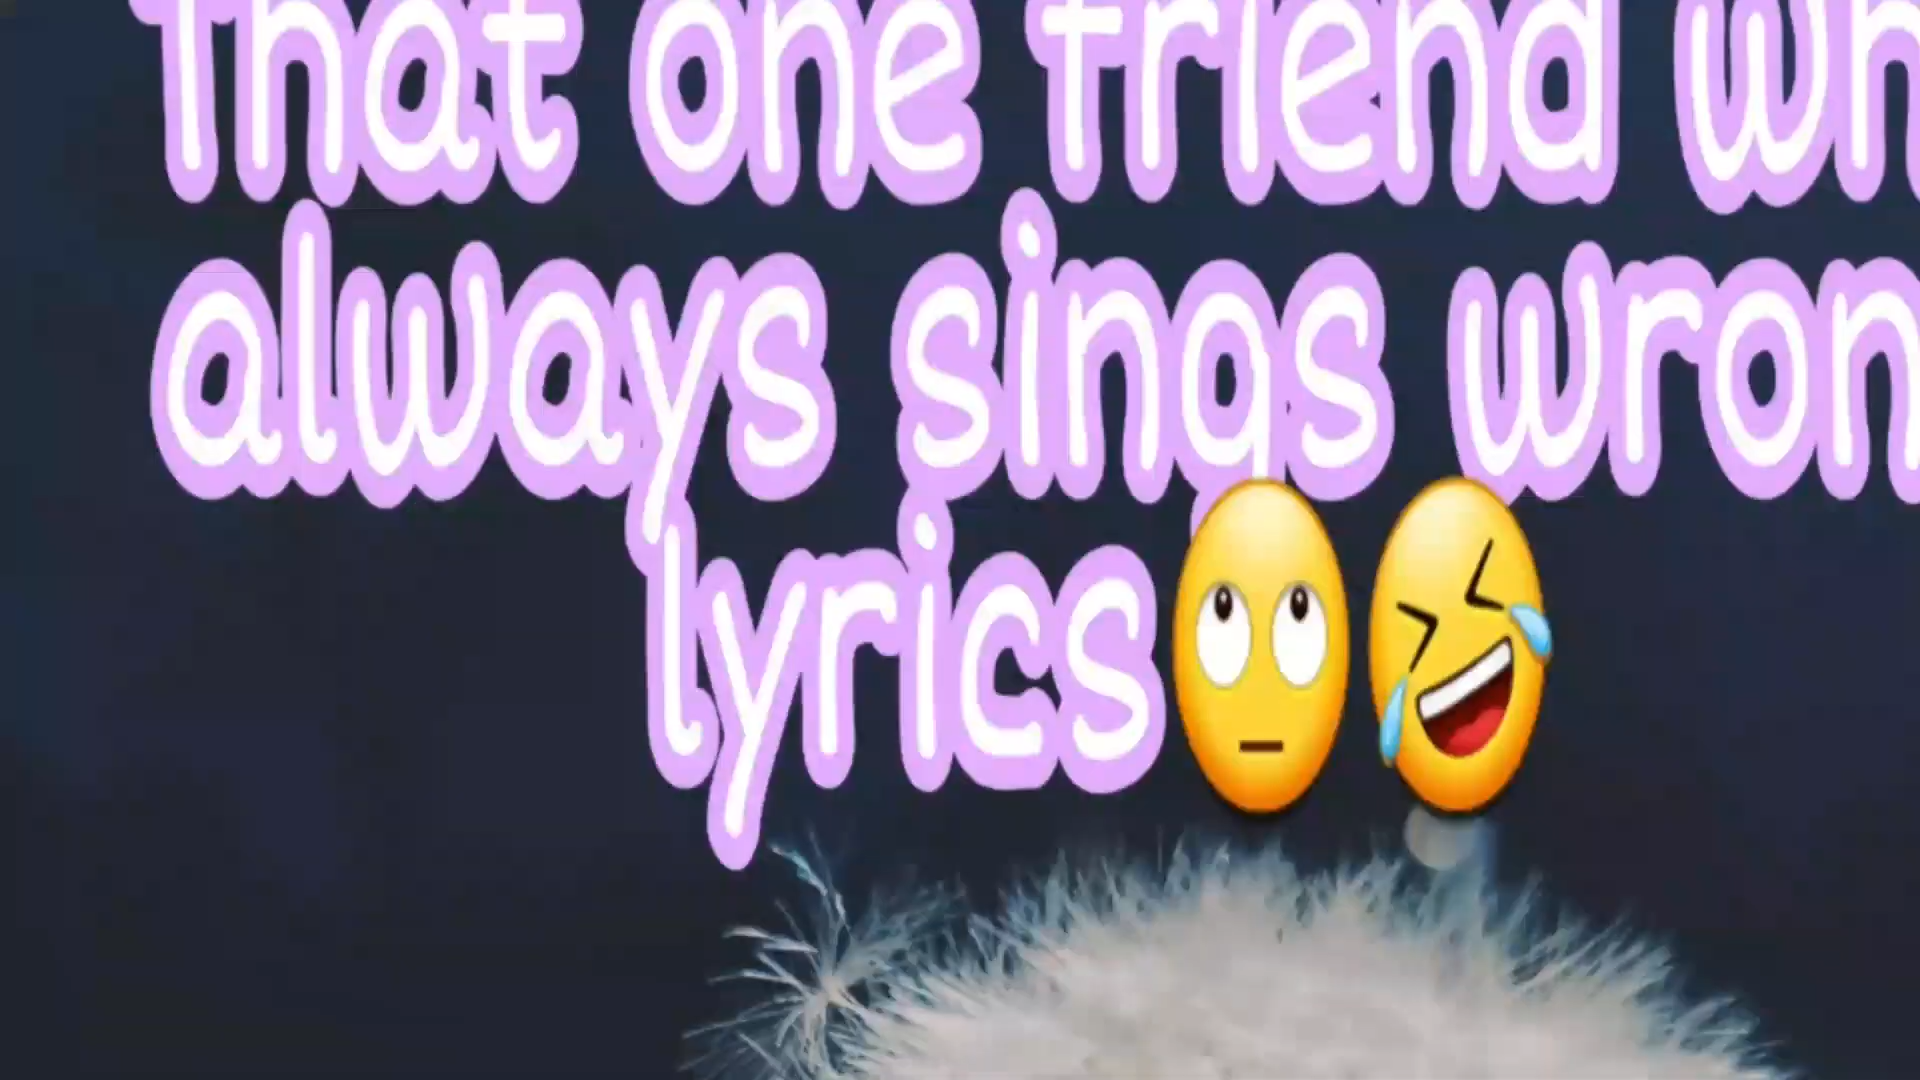 That one friend wh
always sings wron
lyrics🙄🤣